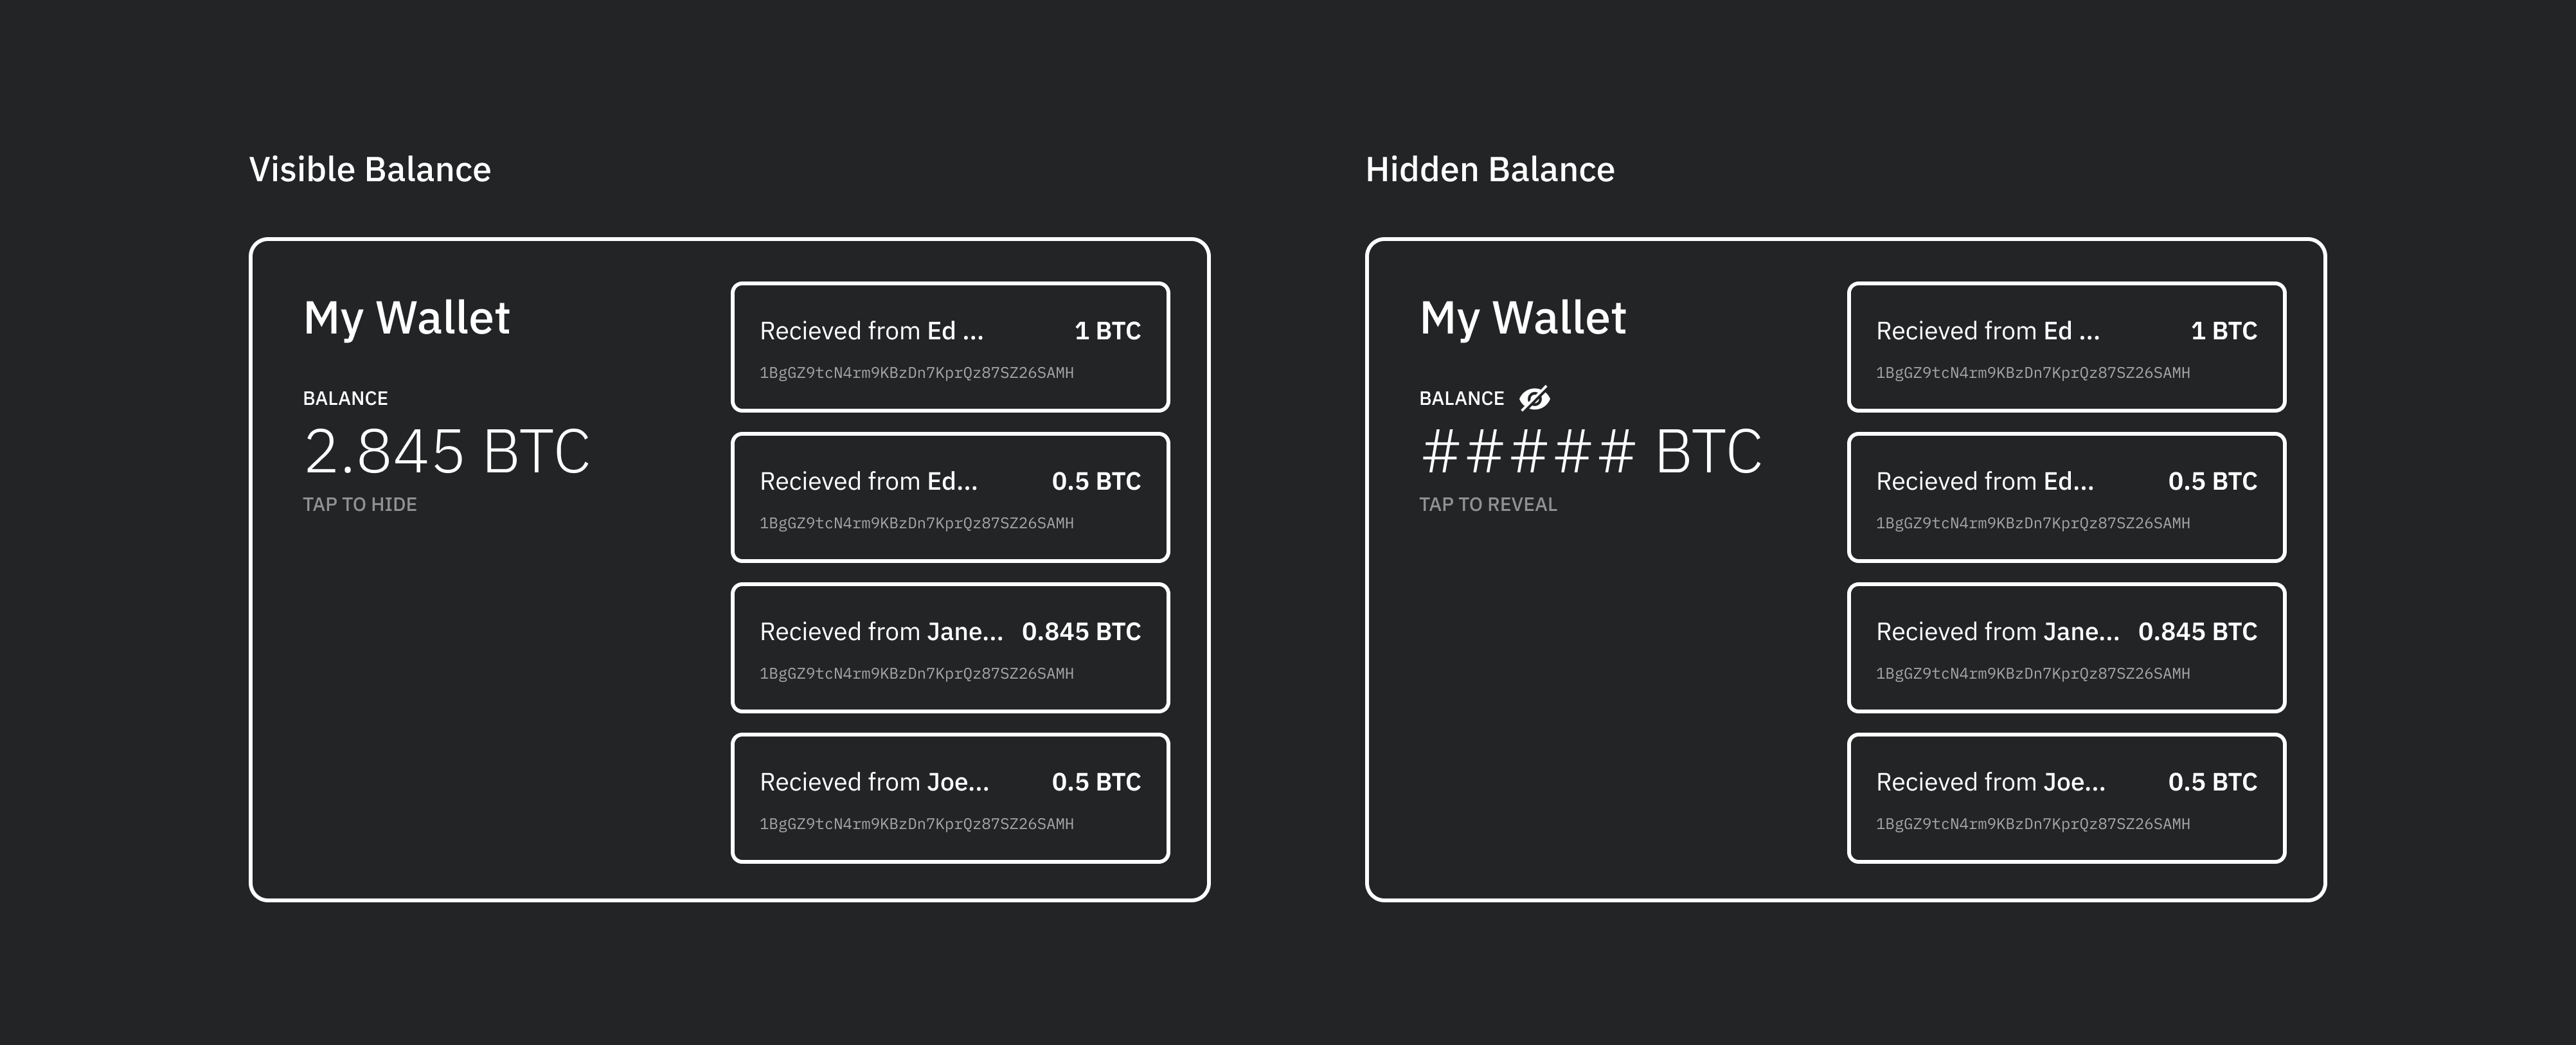 Visible Balance
My Wallet
BALANCE
2.845 BTC
TAP TO HIDE
Recieved from Ed ... 1 BTC
1BgGZ9tcN4rm9KBzDn7KprQz87SZ26SAMH
Recieved from Ed... 0.5 BTC
1BgGZ9tcN4rm9KBzDn7KprQz87SZ26SAMH
Recieved from Jane... 0.845 BTC
1BgGZ9tcN4rm9KBzDn7KprQz87SZ26SAMH
Recieved from Joe... 0.5 BTC
1BgGZ9tcN4rm9KBzDn7KprQz87SZ26SAMH
Hidden Balance
My Wallet
BALANCE
##### BTC
TAP TO REVEAL
Recieved from Ed ... 1 BTC
1BgGZ9tcN4rm9KBzDn7KprQz87SZ26SAMH
Recieved from Ed... 0.5 BTC
1BgGZ9tcN4rm9KBzDn7KprQz87SZ26SAMH
Recieved from Jane... 0.845 BTC
1BgGZ9tcN4rm9KBzDn7KprQz87SZ26SAMH
Recieved from Joe... 0.5 BTC
1BgGZ9tcN4rm9KBzDn7KprQz87SZ26SAMH